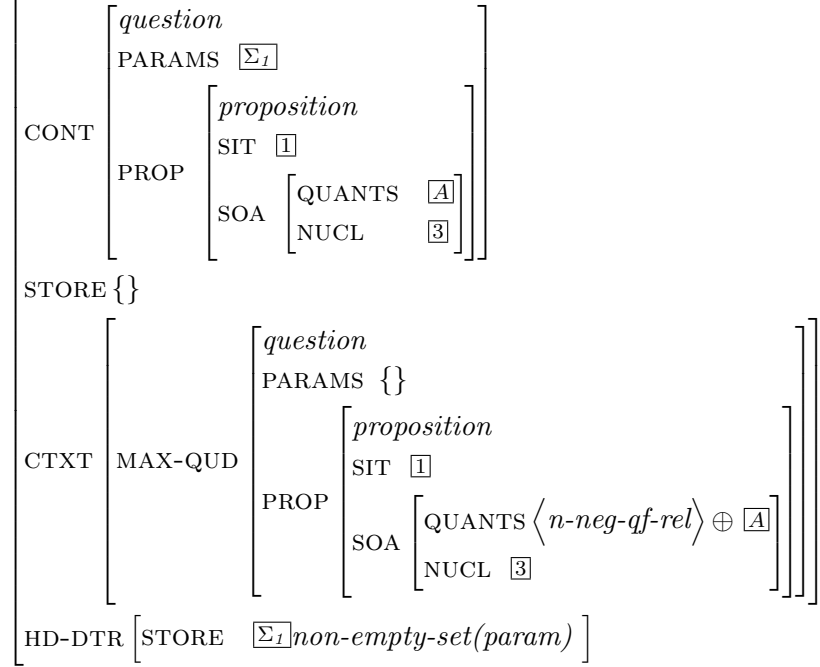 question
PARAMS Σ1
proposition
CONT
SIT 1
PROP
QUANTS A
SOA
NUCL 3
STORE {}
question
PARAMS {}
proposition
CTXT MAX-QUD
SIT 1
PROP
QUANTS ⟨n-neg-qf-rel⟩ ⊕ A
SOA
NUCL 3
HD-DTR [STORE Σ1 non-empty-set(param) ]